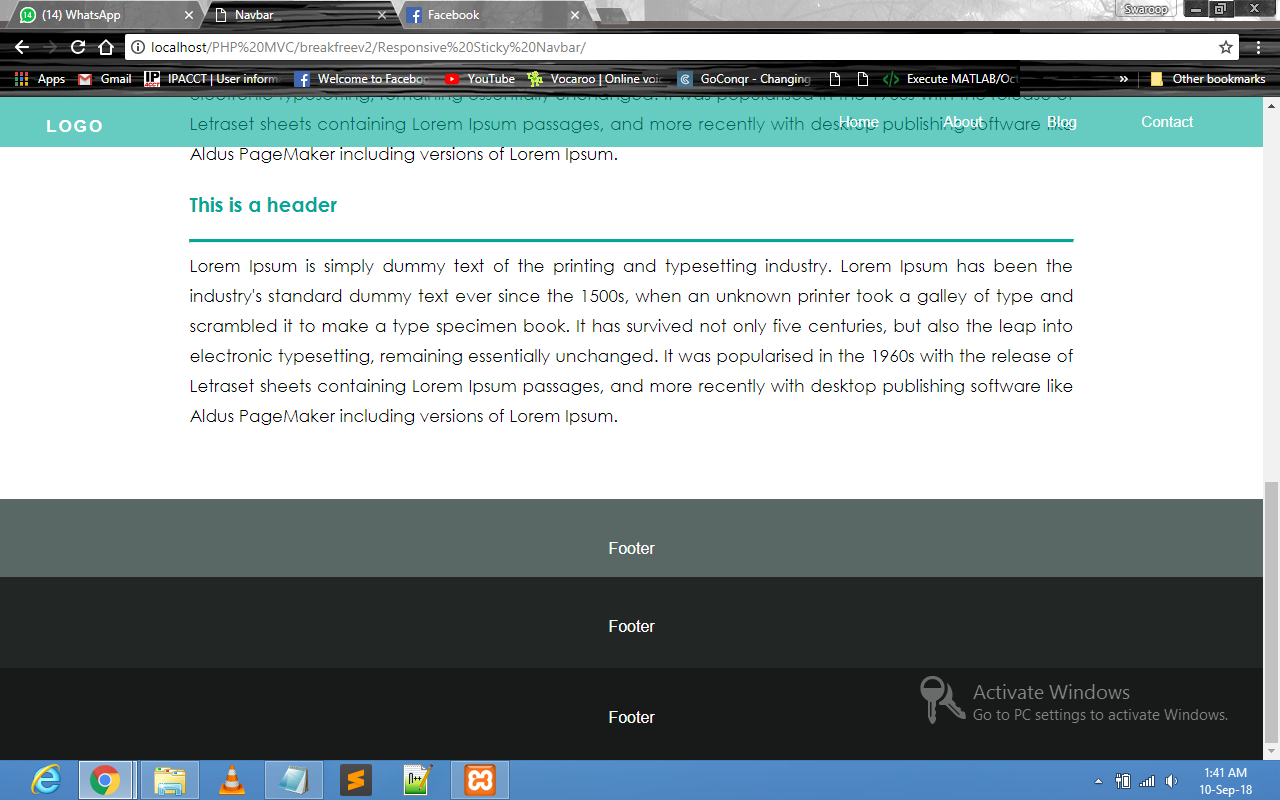 (14) WhatsApp
Navbar
Facebook
Swaroop
localhost/PHP%20MVC/breakfreev2/Responsive%20Sticky%20Navbar/
Apps Gmail IPACCT | User inform Welcome to Faceboo YouTube Vocaroo | Online voic GoConqr - Changing Execute MATLAB/Oct » Other bookmarks
electronic typesetting, remaining essentially unchanged. It was popularised in the 1960s with the release of
LOGO
Home About Blog Contact
Letraset sheets containing Lorem Ipsum passages, and more recently with desktop publishing software like
Aldus PageMaker including versions of Lorem Ipsum.
This is a header
Lorem Ipsum is simply dummy text of the printing and typesetting industry. Lorem Ipsum has been the
industry's standard dummy text ever since the 1500s, when an unknown printer took a galley of type and
scrambled it to make a type specimen book. It has survived not only five centuries, but also the leap into
electronic typesetting, remaining essentially unchanged. It was popularised in the 1960s with the release of
Letraset sheets containing Lorem Ipsum passages, and more recently with desktop publishing software like
Aldus PageMaker including versions of Lorem Ipsum.
Footer
Footer
Footer
Activate Windows
Go to PC settings to activate Windows.
1:41 AM
10-Sep-18